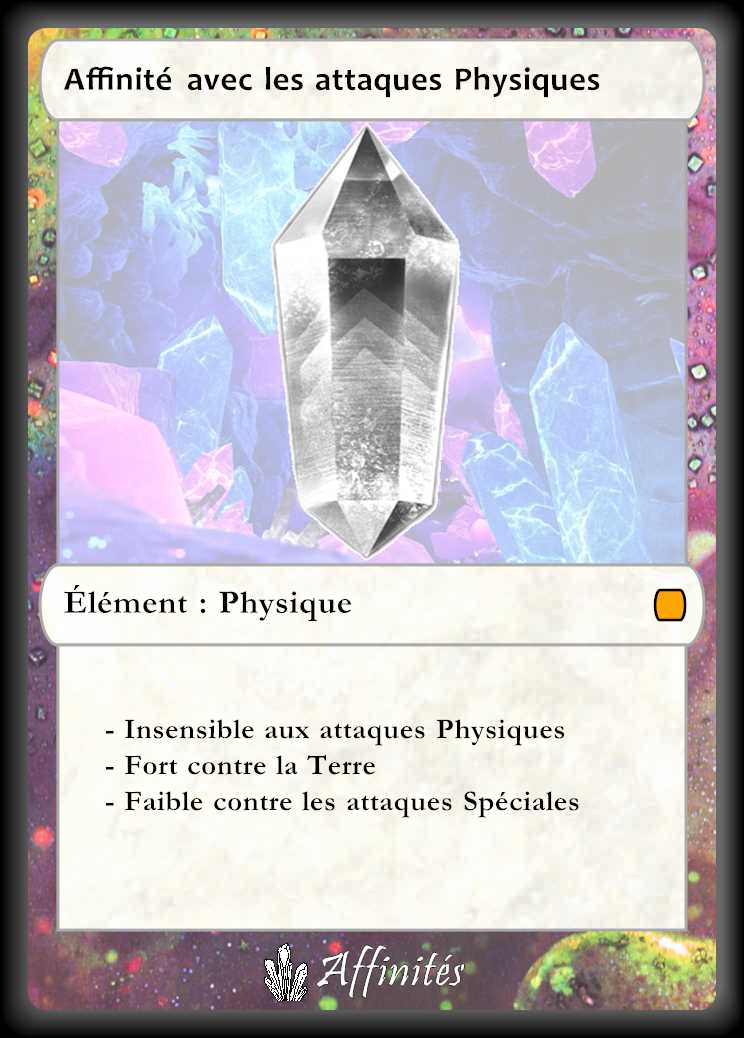 Affinité avec les attaques Physiques
Élément : Physique
- Insensible aux attaques Physiques
- Fort contre la Terre
- Faible contre les attaques Spéciales
Affinités